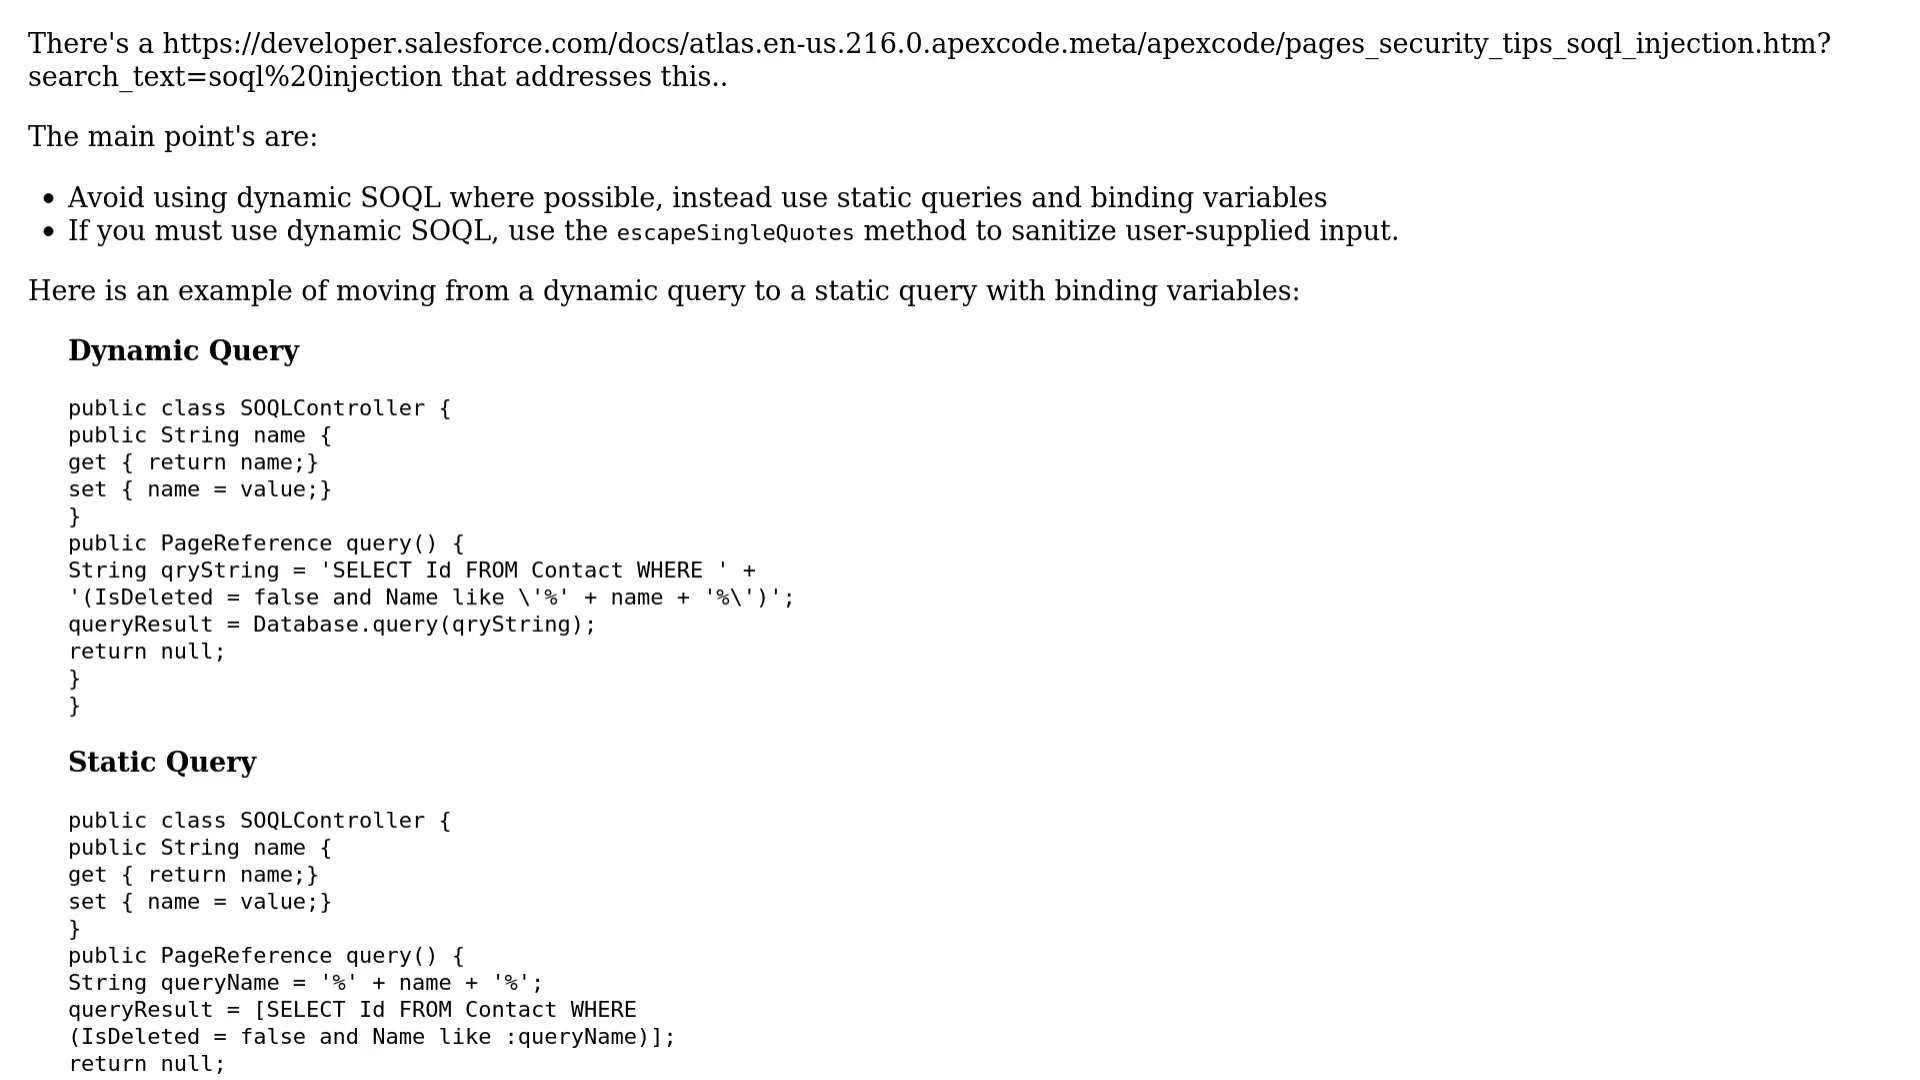 There's a https://developer.salesforce.com/docs/atlas.en-us.216.0.apexcode.meta/apexcode/pages_security_tips_soql_injection.htm?
search_text=soql%20injection that addresses this..
The main point's are:
• Avoid using dynamic SOQL where possible, instead use static queries and binding variables
• If you must use dynamic SOQL, use the escapeSingleQuotes method to sanitize user-supplied input.
Here is an example of moving from a dynamic query to a static query with binding variables:
Dynamic Query
public class SOQLController {
public String name {
get { return name;}
set { name = value;}
}
public PageReference query() {
String qryString = 'SELECT Id FROM Contact WHERE ' +
'(IsDeleted = false and Name like \'%' + name + '%\')';
queryResult = Database.query(qryString);
return null;
}
}
Static Query
public class SOQLController {
public String name {
get { return name;}
set { name = value;}
}
public PageReference query() {
String queryName = '%' + name + '%';
queryResult = [SELECT Id FROM Contact WHERE
(IsDeleted = false and Name like :queryName)];
return null;